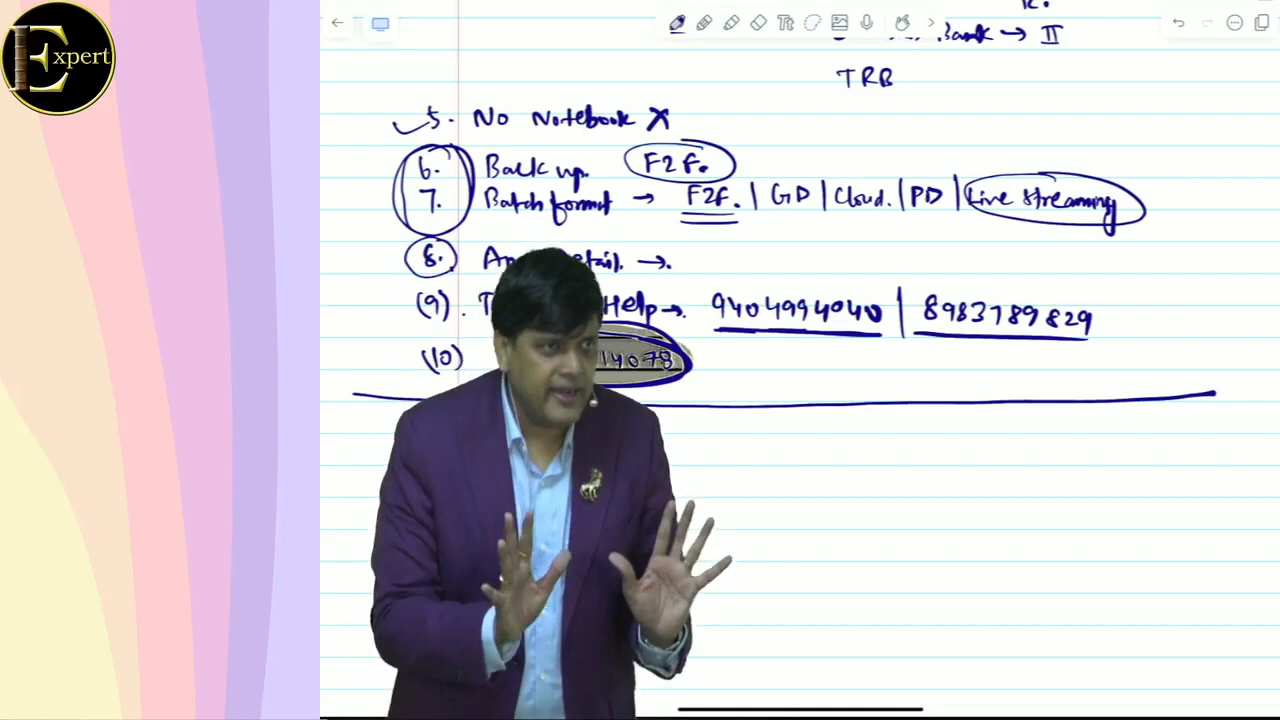 Expert
Bank → II
TRB
5. No Notebook X
6. Back up. F2F.
7. Batch format → F2F. | GD | Cloud. | PD | Live Streaming
8. →.
(9). Help →. 9404994040 | 8983789829
(10) 14078